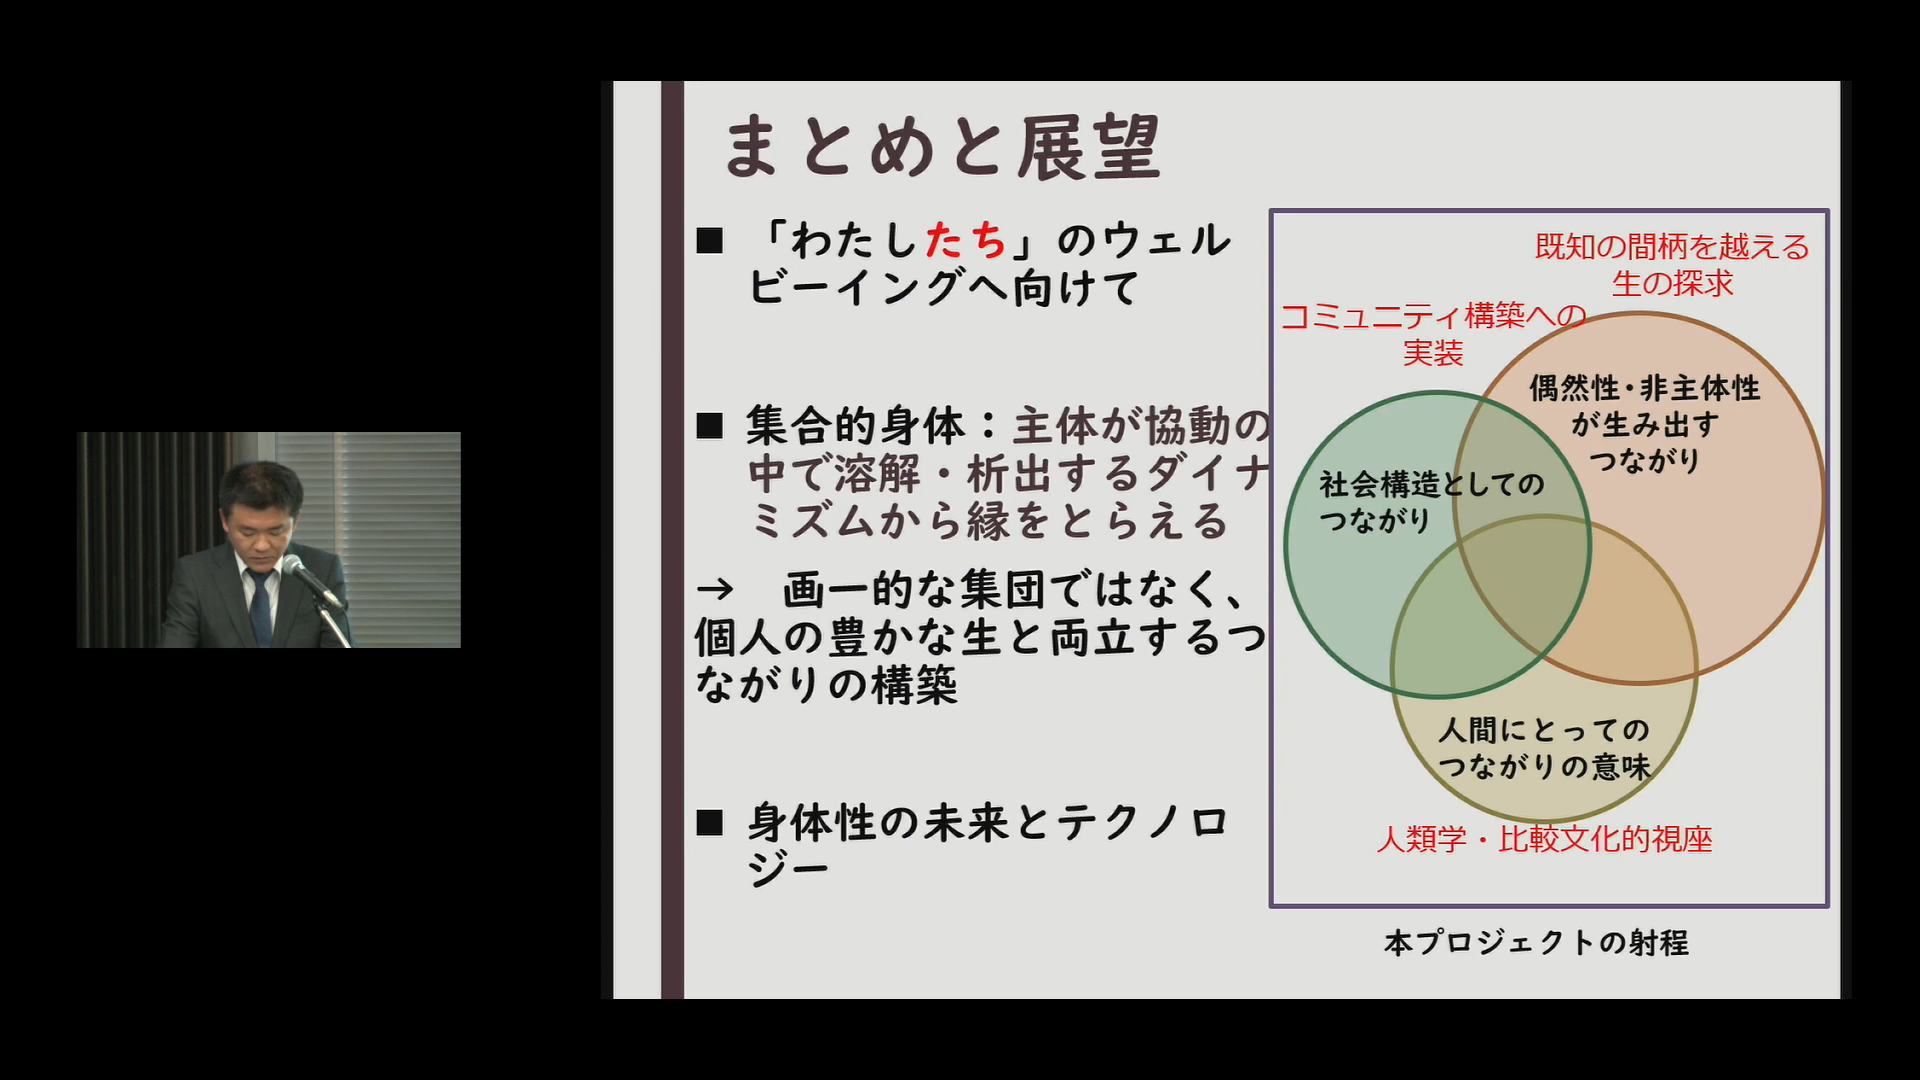 まとめと展望
■ 「わたしたち」のウェル
ビーイングへ向けて
■ 集合的身体：主体が協動の
中で溶解・析出するダイナ
ミズムから縁をとらえる
→　画一的な集団ではなく、
個人の豊かな生と両立するつ
ながりの構築
■ 身体性の未来とテクノロ
ジー
既知の間柄を越える
生の探求
コミュニティ構築への
実装
偶然性・非主体性
が生み出す
つながり
社会構造としての
つながり
人間にとっての
つながりの意味
人類学・比較文化的視座
本プロジェクトの射程